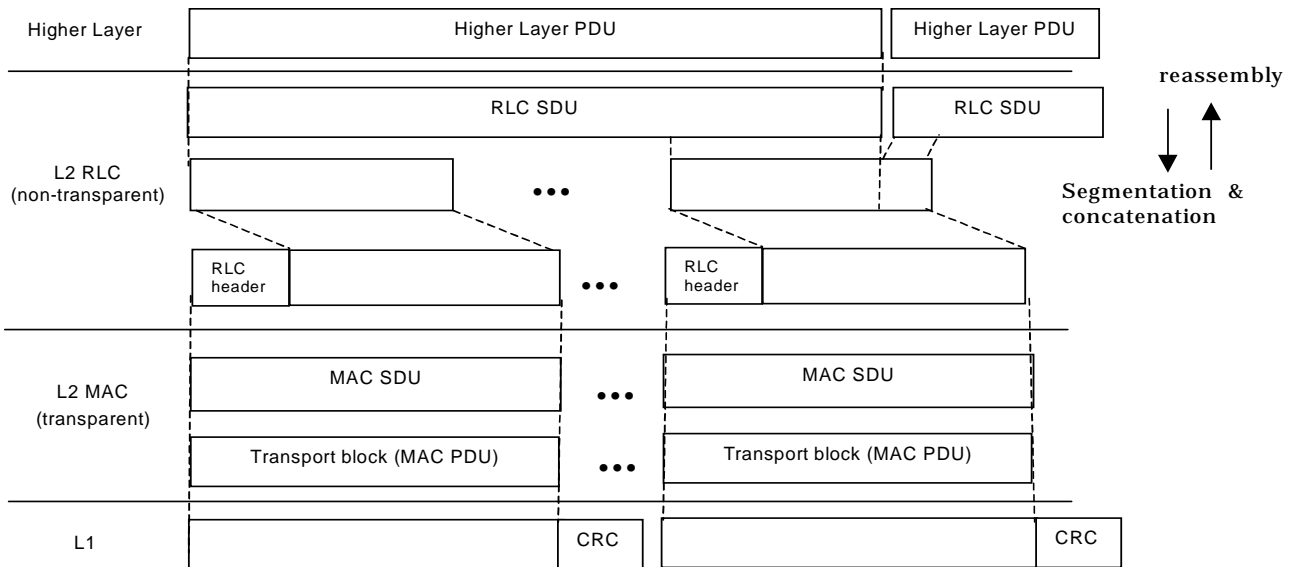 Higher Layer
Higher Layer PDU
Higher Layer PDU
reassembly
RLC SDU
RLC SDU
L2 RLC
(non-transparent)
Segmentation &
concatenation
RLC
header
RLC
header
L2 MAC
(transparent)
MAC SDU
MAC SDU
Transport block (MAC PDU)
Transport block (MAC PDU)
L1
CRC
CRC